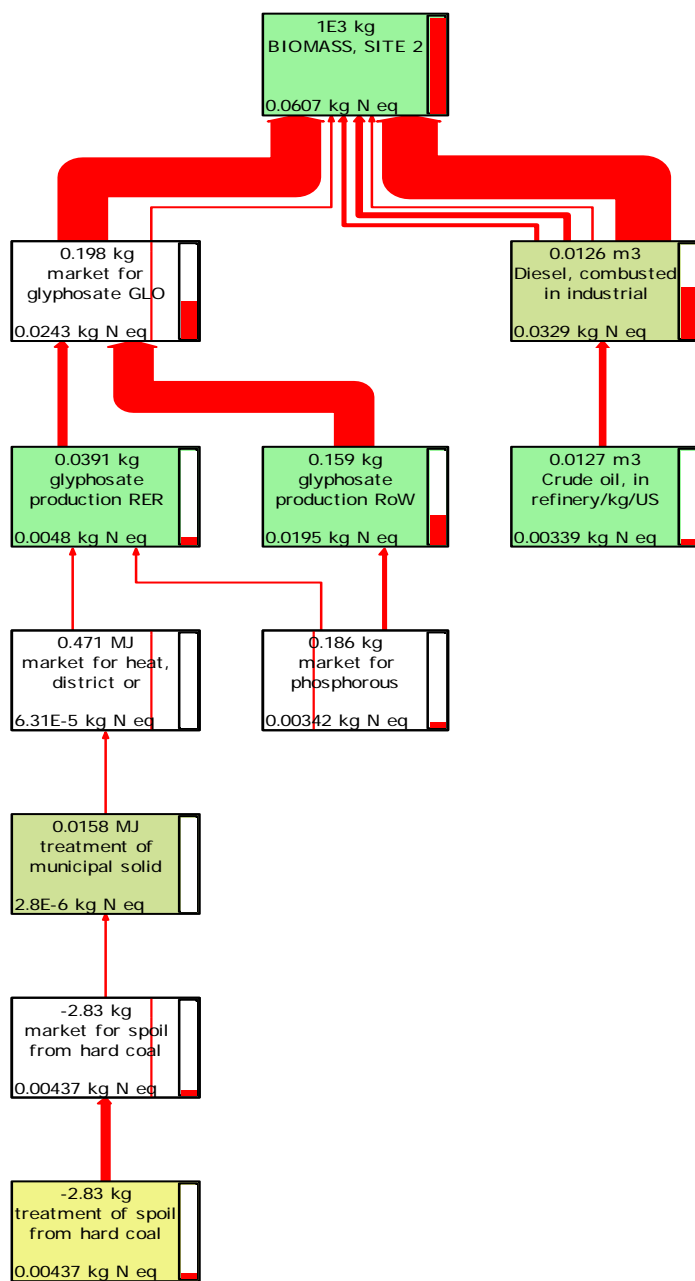 1E3 kg
BIOMASS, SITE 2
0.0607 kg N eq
0.198 kg
market for
glyphosate GLO
0.0243 kg N eq
0.0126 m3
Diesel, combusted
in industrial
0.0329 kg N eq
0.0391 kg
glyphosate
production RER
0.0048 kg N eq
0.159 kg
glyphosate
production RoW
0.0195 kg N eq
0.0127 m3
Crude oil, in
refinery/kg/US
0.00339 kg N eq
0.471 MJ
market for heat,
district or
6.31E-5 kg N eq
0.186 kg
market for
phosphorous
0.00342 kg N eq
0.0158 MJ
treatment of
municipal solid
2.8E-6 kg N eq
-2.83 kg
market for spoil
from hard coal
0.00437 kg N eq
-2.83 kg
treatment of spoil
from hard coal
0.00437 kg N eq